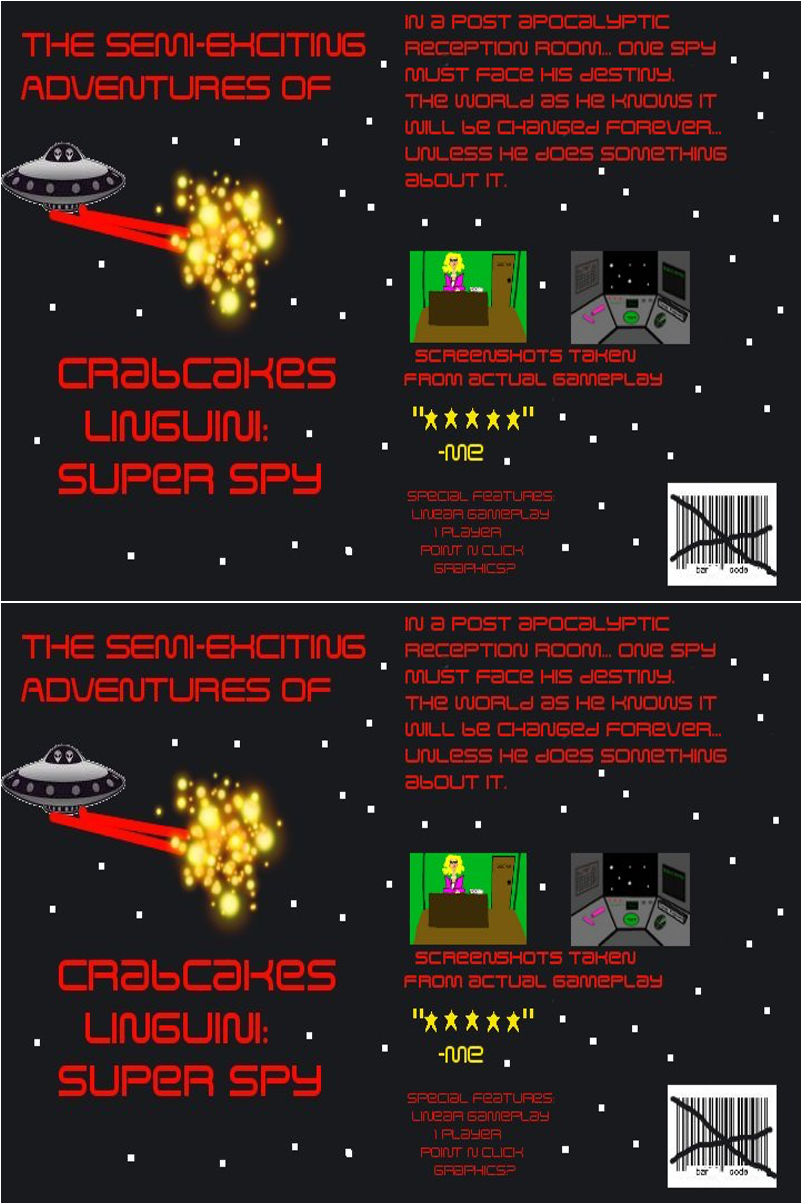 THE SEMI-EXCITING
ADVENTURES OF
CRabCaKes
LINGUINI:
SUPER SPY
IN a POST aPOCaLYPTIC
RecePTION ROOM... ONe SPY
MUST Face HIS desTINY.
THe WORLd as He KNOWS IT
WILL be CHaNGed FOReVeR...
UNLess He dOes SOMeTHING
abOUT IT.
SCReeNSHOTS TaKeN
FROM aCTUaL GaMePLaY
"★★★★★"
-Me
SPeCIaL FeaTURes:
LINeaR GaMePLaY
1 PLaYeR
POINT N CLICK
GRaPHICS?
bar code
THE SEMI-EXCITING
ADVENTURES OF
CRabCaKes
LINGUINI:
SUPER SPY
IN a POST aPOCaLYPTIC
RecePTION ROOM... ONe SPY
MUST Face HIS desTINY.
THe WORLd as He KNOWS IT
WILL be CHaNGed FOReVeR...
UNLess He dOes SOMeTHING
abOUT IT.
SCReeNSHOTS TaKeN
FROM aCTUaL GaMePLaY
"★★★★★"
-Me
SPeCIaL FeaTURes:
LINeaR GaMePLaY
1 PLaYeR
POINT N CLICK
GRaPHICS?
bar code